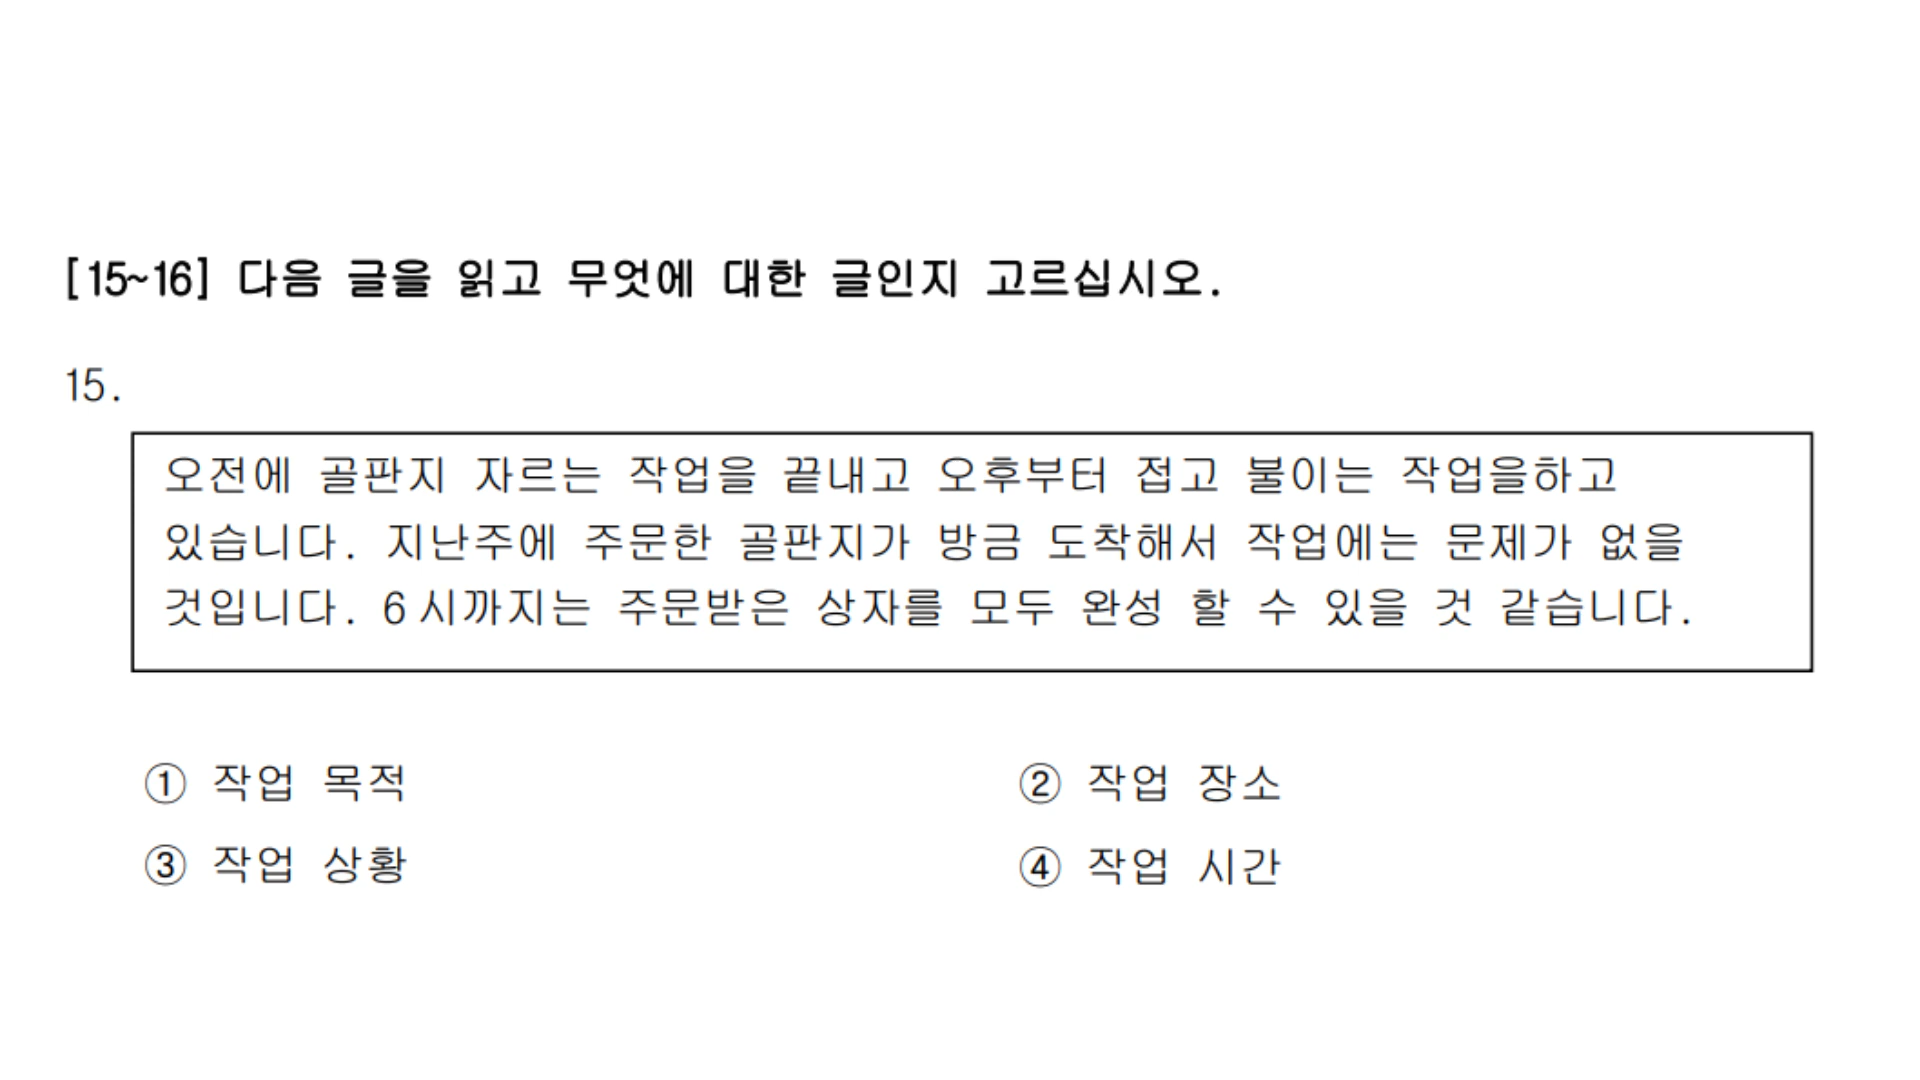 [15~16] 다음 글을 읽고 무엇에 대한 글인지 고르십시오.
15.
오전에 골판지 자르는 작업을 끝내고 오후부터 접고 붙이는 작업을하고
있습니다. 지난주에 주문한 골판지가 방금 도착해서 작업에는 문제가 없을
것입니다. 6시까지는 주문받은 상자를 모두 완성 할 수 있을 것 같습니다.
① 작업 목적 ② 작업 장소
③ 작업 상황 ④ 작업 시간